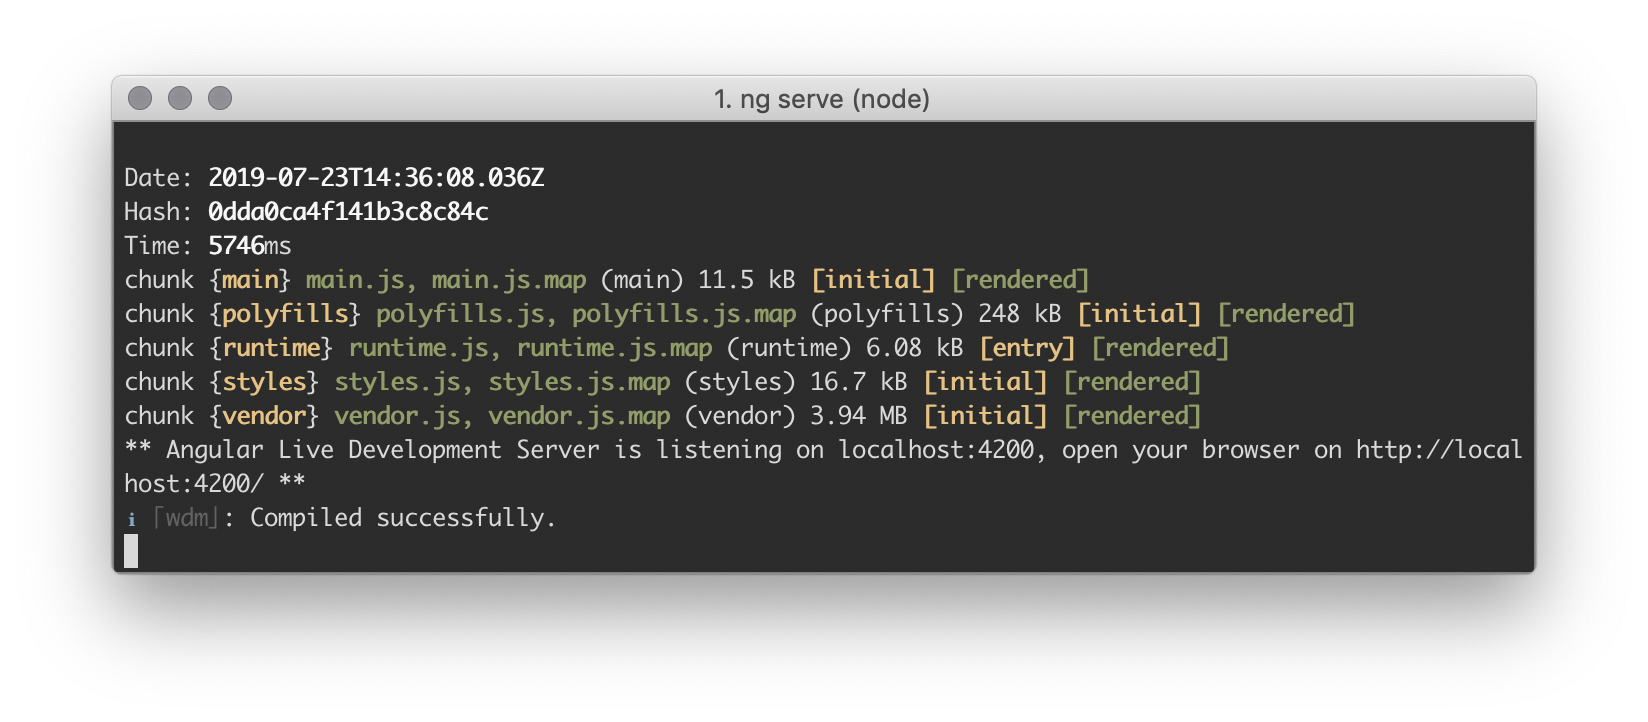 1. ng serve (node)
Date: 2019-07-23T14:36:08.036Z
Hash: 0dda0ca4f141b3c8c84c
Time: 5746ms
chunk {main} main.js, main.js.map (main) 11.5 kB [initial] [rendered]
chunk {polyfills} polyfills.js, polyfills.js.map (polyfills) 248 kB [initial] [rendered]
chunk {runtime} runtime.js, runtime.js.map (runtime) 6.08 kB [entry] [rendered]
chunk {styles} styles.js, styles.js.map (styles) 16.7 kB [initial] [rendered]
chunk {vendor} vendor.js, vendor.js.map (vendor) 3.94 MB [initial] [rendered]
** Angular Live Development Server is listening on localhost:4200, open your browser on http://local
host:4200/ **
ℹ ｢wdm｣: Compiled successfully.